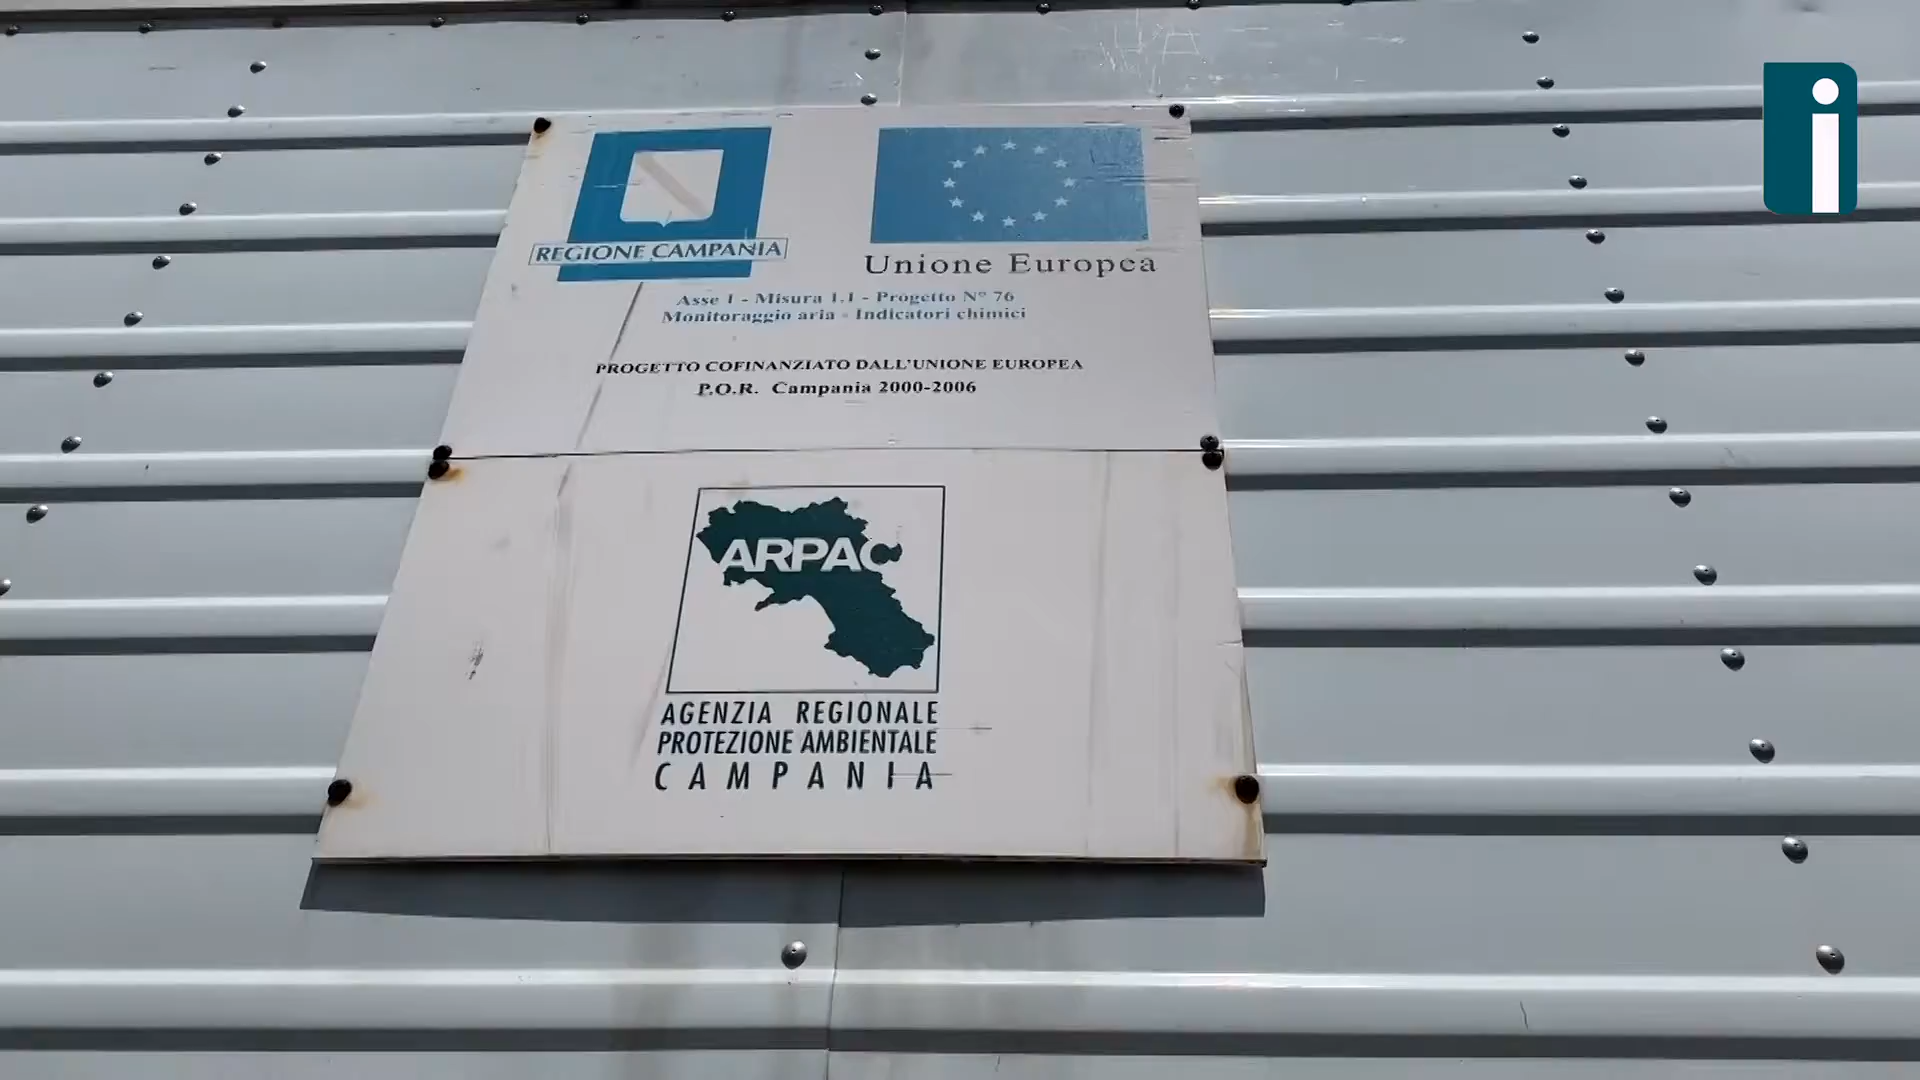 REGIONE CAMPANIA
Unione Europea
Asse 1 - Misura 1.1 - Progetto N° 76
Monitoraggio aria - Indicatori chimici
PROGETTO COFINANZIATO DALL'UNIONE EUROPEA
P.O.R. Campania 2000-2006
ARPAC
AGENZIA REGIONALE
PROTEZIONE AMBIENTALE
CAMPANIA
i